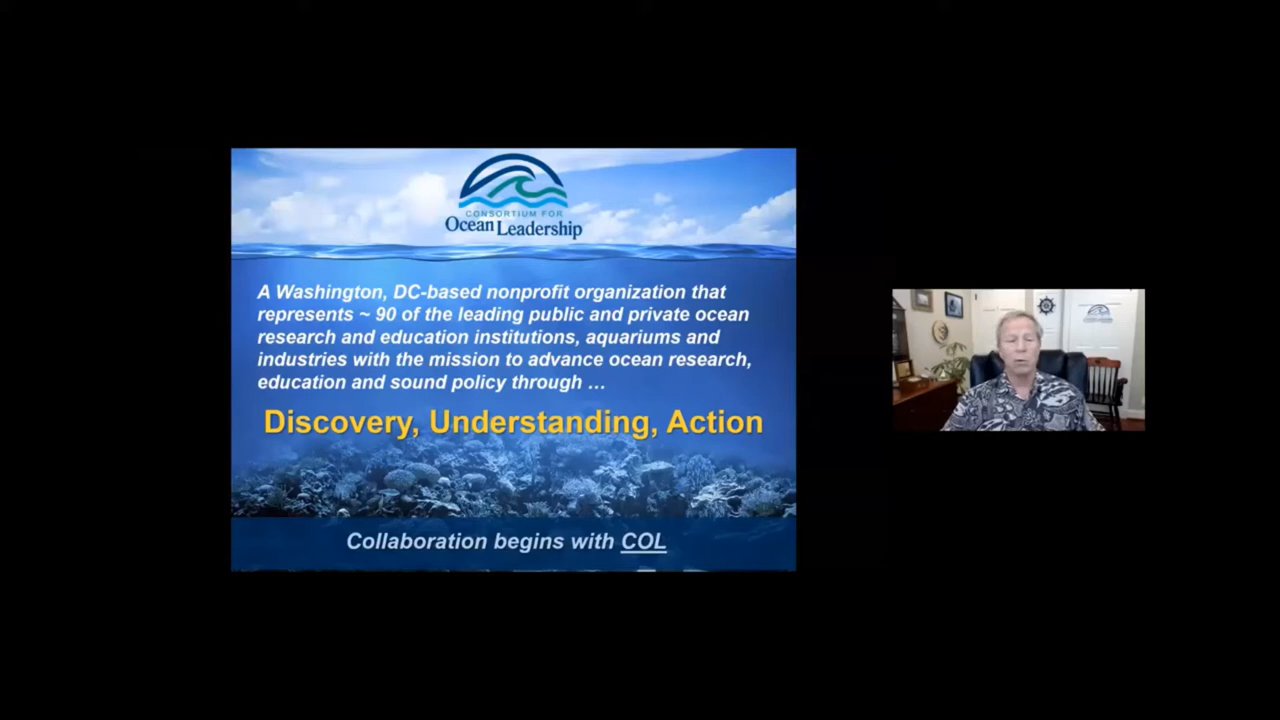 CONSORTIUM FOR
Ocean Leadership
A Washington, DC-based nonprofit organization that
represents ~ 90 of the leading public and private ocean
research and education institutions, aquariums and
industries with the mission to advance ocean research,
education and sound policy through …
Discovery, Understanding, Action
Collaboration begins with COL